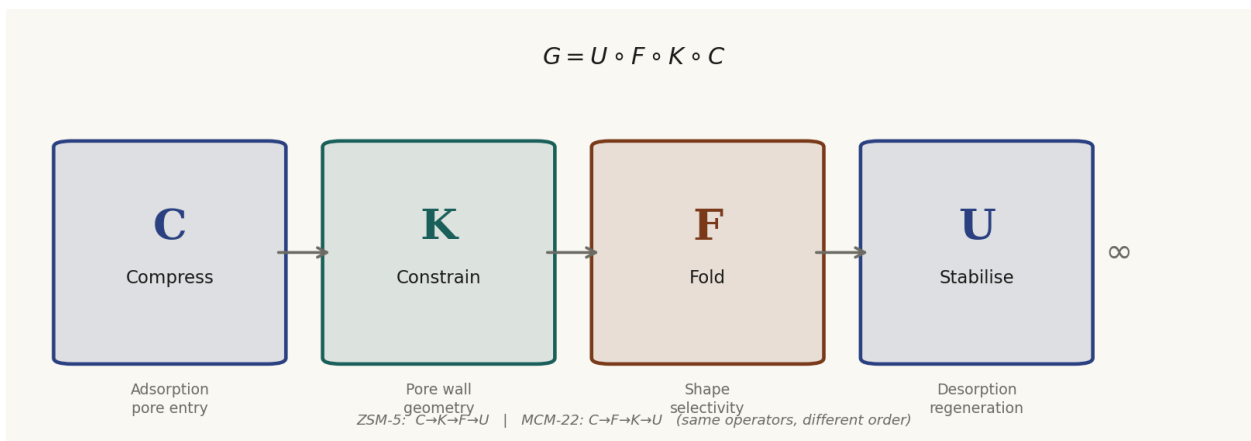 G = U ∘ F ∘ K ∘ C
C
Compress
K
Constrain
F
Fold
U
Stabilise
∞
Adsorption
pore entry
Pore wall
geometry
Shape
selectivity
Desorption
regeneration
ZSM-5: C→K→F→U | MCM-22: C→F→K→U (same operators, different order)